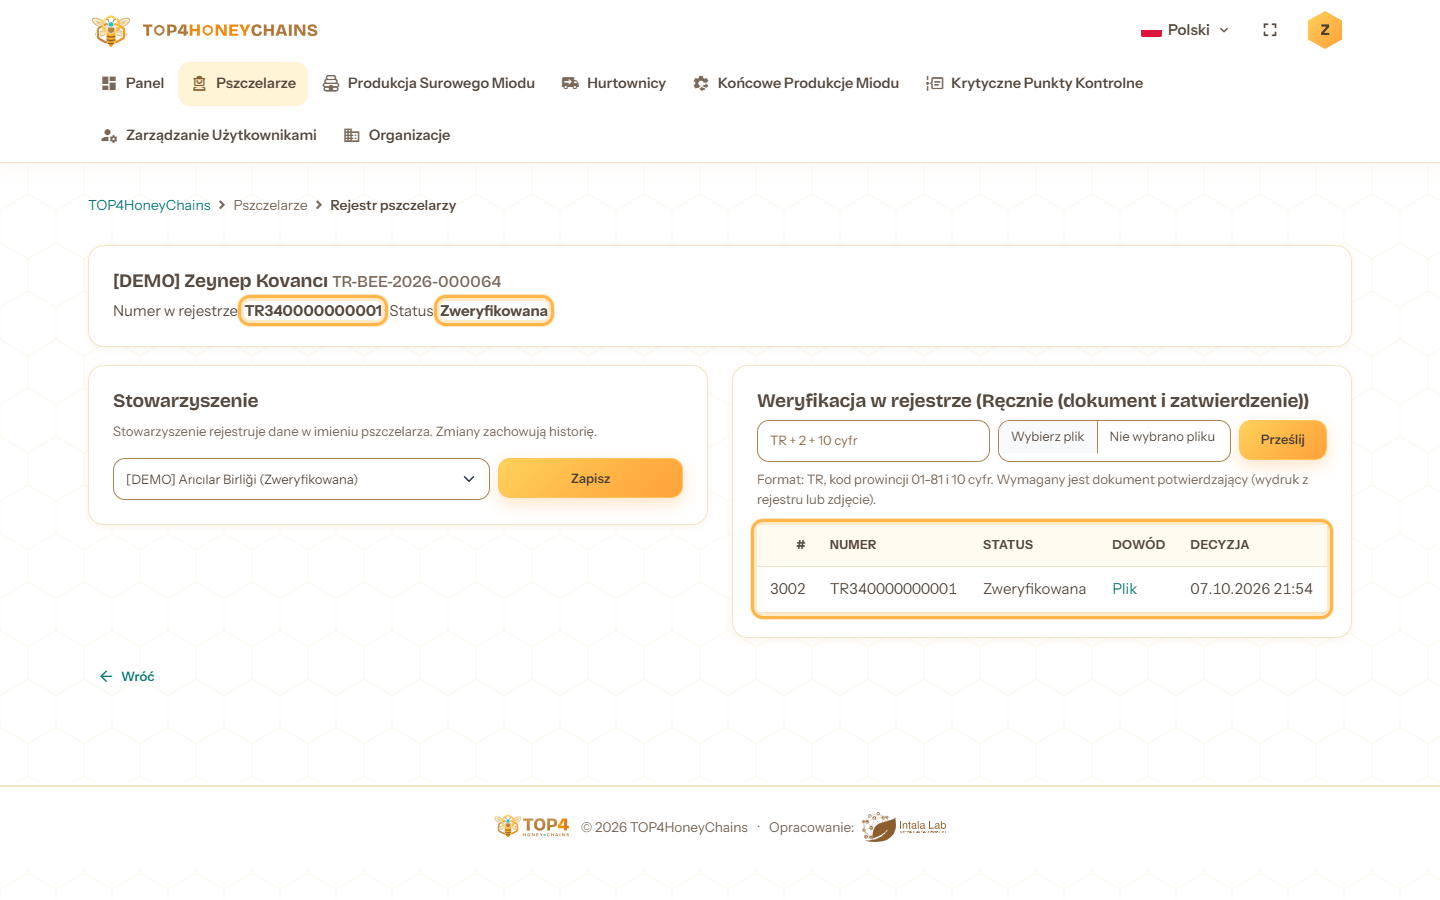 TOP4HONEYCHAINS
Polski
Z
Panel
Pszczelarze
Produkcja Surowego Miodu
Hurtownicy
Końcowe Produkcje Miodu
Krytyczne Punkty Kontrolne
Zarządzanie Użytkownikami
Organizacje
TOP4HoneyChains > Pszczelarze > Rejestr pszczelarzy
[DEMO] Zeynep Kovancı TR-BEE-2026-000064
Numer w rejestrze TR340000000001 Status Zweryfikowana
Stowarzyszenie
Stowarzyszenie rejestruje dane w imieniu pszczelarza. Zmiany zachowują historię.
[DEMO] Arıcılar Birliği (Zweryfikowana)
Zapisz
Weryfikacja w rejestrze (Ręcznie (dokument i zatwierdzenie))
TR + 2 + 10 cyfr
Wybierz plik
Nie wybrano pliku
Prześlij
Format: TR, kod prowincji 01–81 i 10 cyfr. Wymagany jest dokument potwierdzający (wydruk z
rejestru lub zdjęcie).
# NUMER STATUS DOWÓD DECYZJA
3002 TR340000000001 Zweryfikowana Plik 07.10.2026 21:54
Wróć
TOP4
© 2026 TOP4HoneyChains · Opracowanie:
Intala Lab